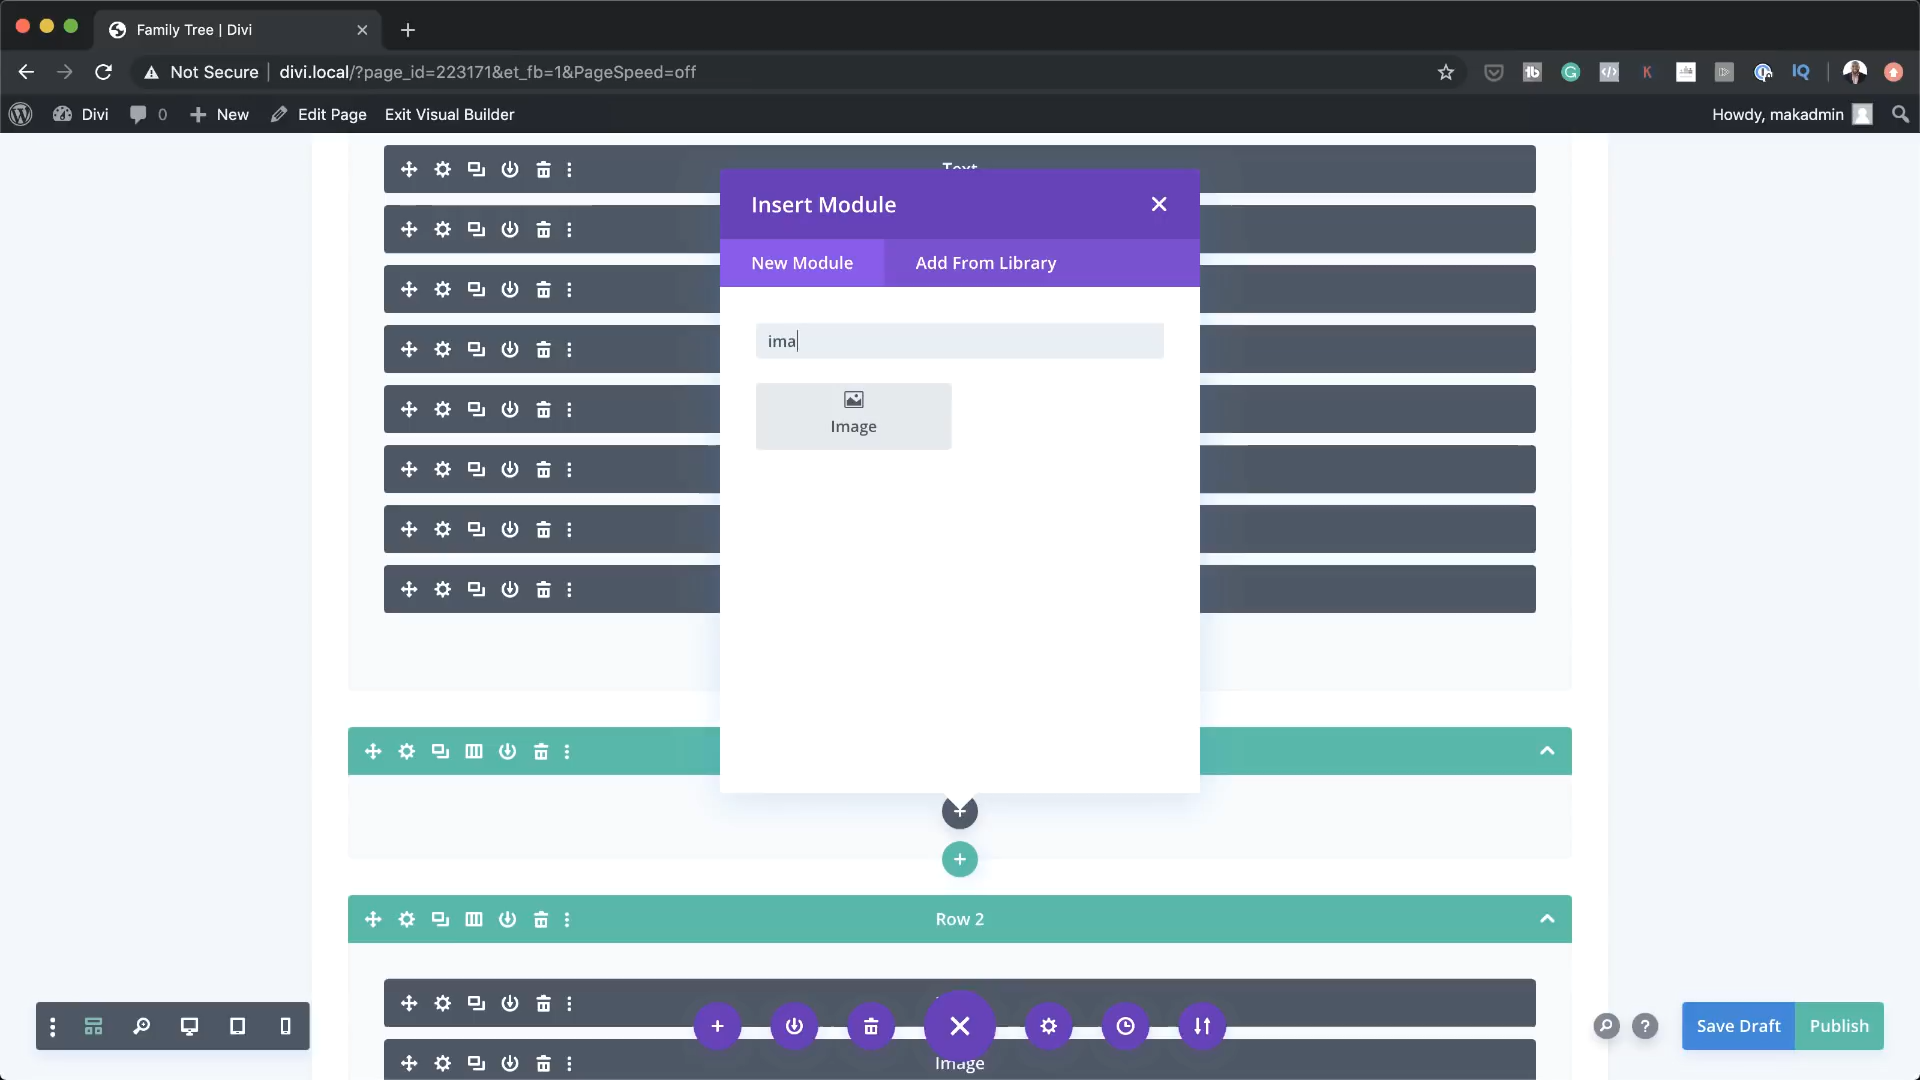 Family Tree | Divi
Not Secure | divi.local/?page_id=223171&et_fb=1&PageSpeed=off
Divi 0 New Edit Page Exit Visual Builder Howdy, makadmin
Text
Insert Module
New Module Add From Library
ima
Image
Row 2
Image
Save Draft Publish